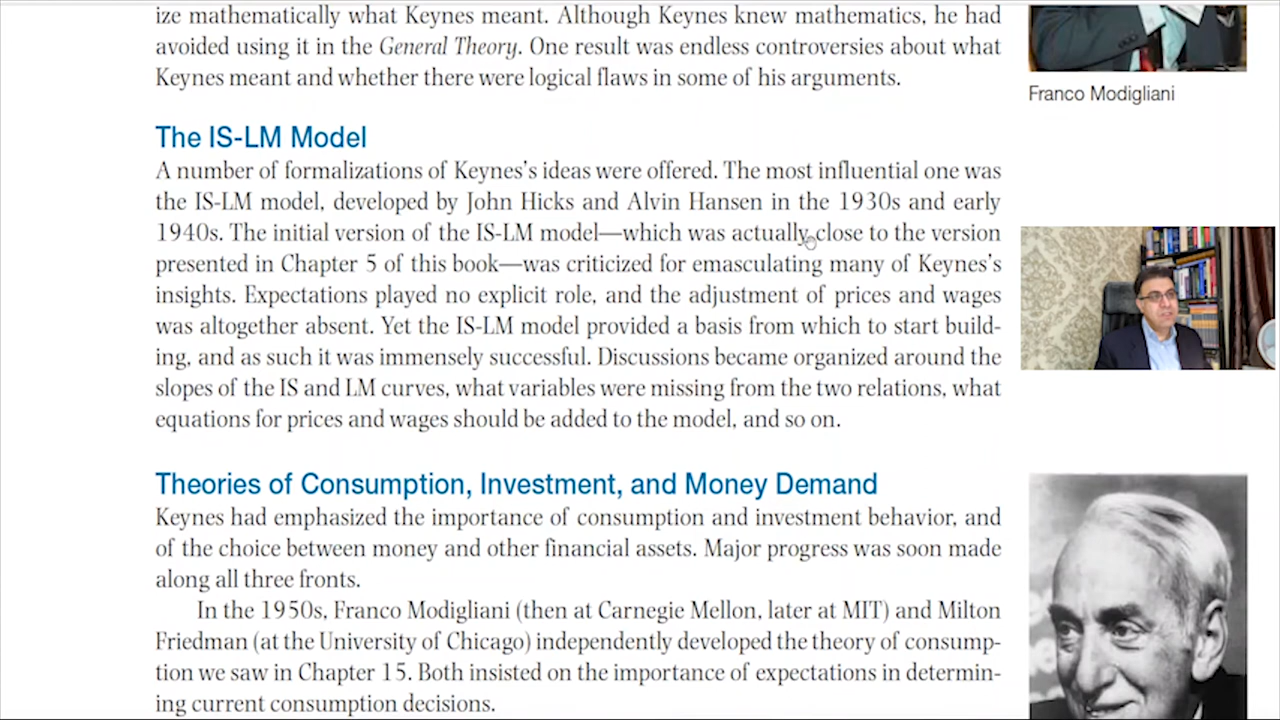 ize mathematically what Keynes meant. Although Keynes knew mathematics, he had
avoided using it in the General Theory. One result was endless controversies about what
Keynes meant and whether there were logical flaws in some of his arguments.
Franco Modigliani
The IS-LM Model
A number of formalizations of Keynes's ideas were offered. The most influential one was
the IS-LM model, developed by John Hicks and Alvin Hansen in the 1930s and early
1940s. The initial version of the IS-LM model—which was actually close to the version
presented in Chapter 5 of this book—was criticized for emasculating many of Keynes's
insights. Expectations played no explicit role, and the adjustment of prices and wages
was altogether absent. Yet the IS-LM model provided a basis from which to start build-
ing, and as such it was immensely successful. Discussions became organized around the
slopes of the IS and LM curves, what variables were missing from the two relations, what
equations for prices and wages should be added to the model, and so on.
Theories of Consumption, Investment, and Money Demand
Keynes had emphasized the importance of consumption and investment behavior, and
of the choice between money and other financial assets. Major progress was soon made
along all three fronts.
In the 1950s, Franco Modigliani (then at Carnegie Mellon, later at MIT) and Milton
Friedman (at the University of Chicago) independently developed the theory of consump-
tion we saw in Chapter 15. Both insisted on the importance of expectations in determin-
ing current consumption decisions.